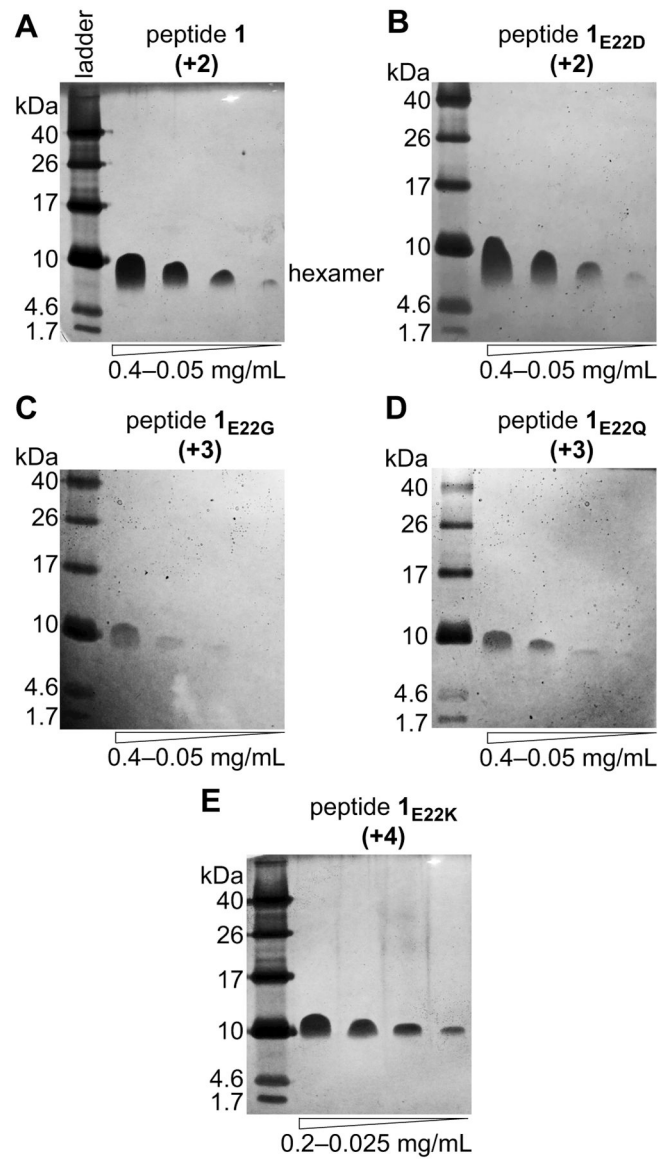 A
ladder
peptide 1
(+2)
kDa
40
26
17
10
4.6
1.7
hexamer
0.4–0.05 mg/mL
B
peptide 1E22D
(+2)
kDa
40
26
17
10
4.6
1.7
0.4–0.05 mg/mL
C
peptide 1E22G
(+3)
kDa
40
26
17
10
4.6
1.7
0.4–0.05 mg/mL
D
peptide 1E22Q
(+3)
kDa
40
26
17
10
4.6
1.7
0.4–0.05 mg/mL
E
peptide 1E22K
(+4)
kDa
40
26
17
10
4.6
1.7
0.2–0.025 mg/mL